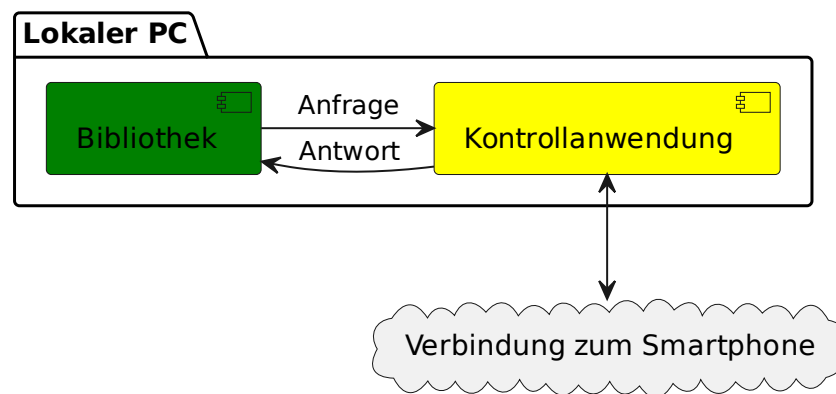 Lokaler PC
Anfrage
Bibliothek
Antwort
Kontrollanwendung
Verbindung zum Smartphone